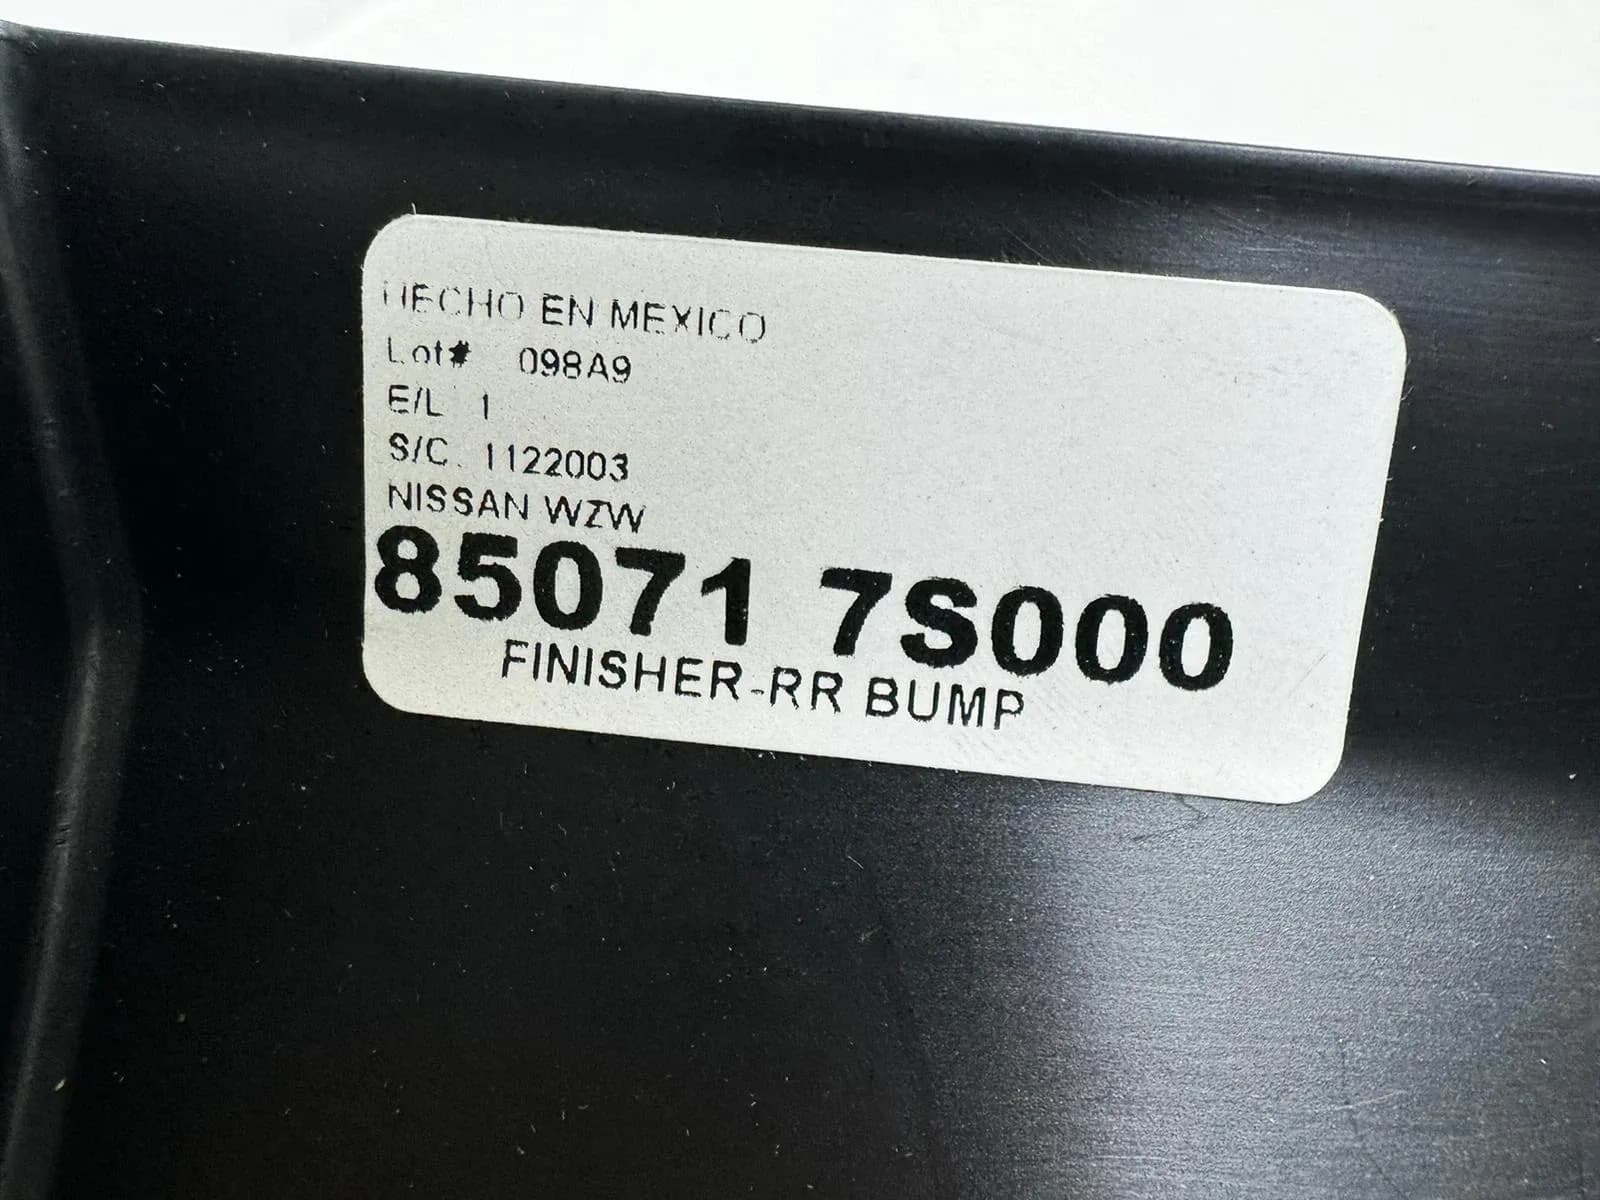 HECHO EN MEXICO
Lot# 098A9
E/L 1
S/C. 1122003
NISSAN WZW
85071 7S000
FINISHER-RR BUMP